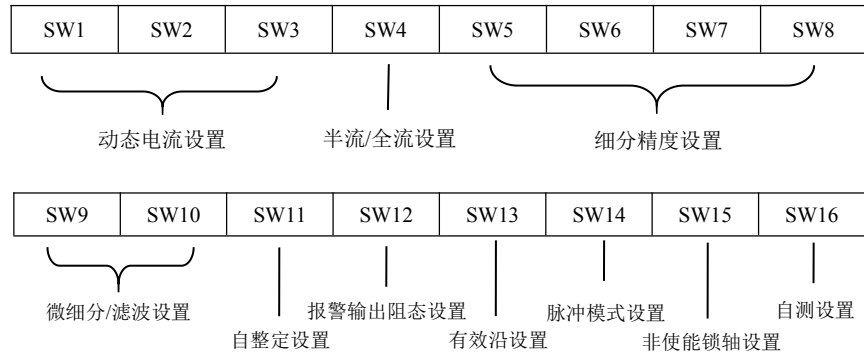 SW1 SW2 SW3 SW4 SW5 SW6 SW7 SW8
动态电流设置 半流/全流设置 细分精度设置
SW9 SW10 SW11 SW12 SW13 SW14 SW15 SW16
微细分/滤波设置 报警输出阻态设置 脉冲模式设置 自测设置
自整定设置 有效沿设置 非使能锁轴设置